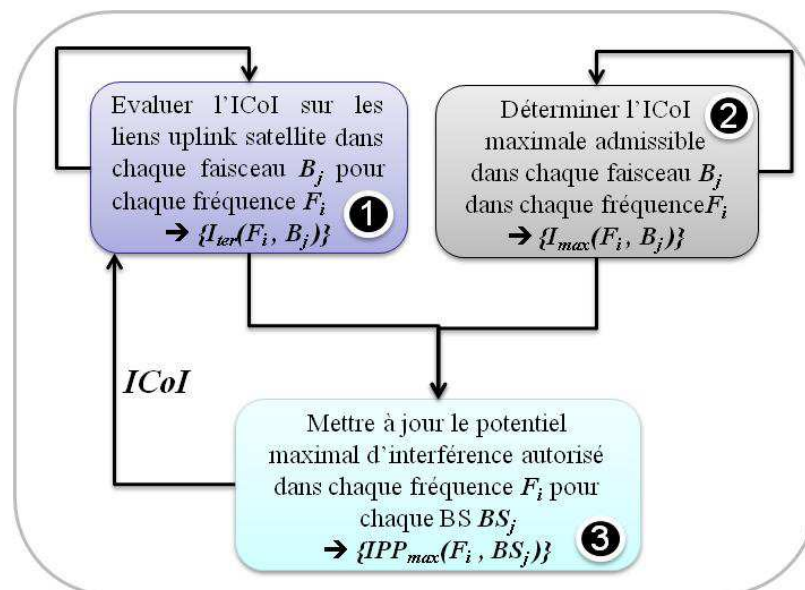 Evaluer l'ICoI sur les
liens uplink satellite dans
chaque faisceau Bj pour
chaque fréquence Fi
➔ {Iter(Fi , Bj)}
1
Déterminer l'ICoI
maximale admissible
dans chaque faisceau Bj
dans chaque fréquenceFi
➔ {Imax(Fi , Bj)}
2
ICoI
Mettre à jour le potentiel
maximal d'interférence autorisé
dans chaque fréquence Fi pour
chaque BS BSj
➔ {IPPmax(Fi , BSj)}
3